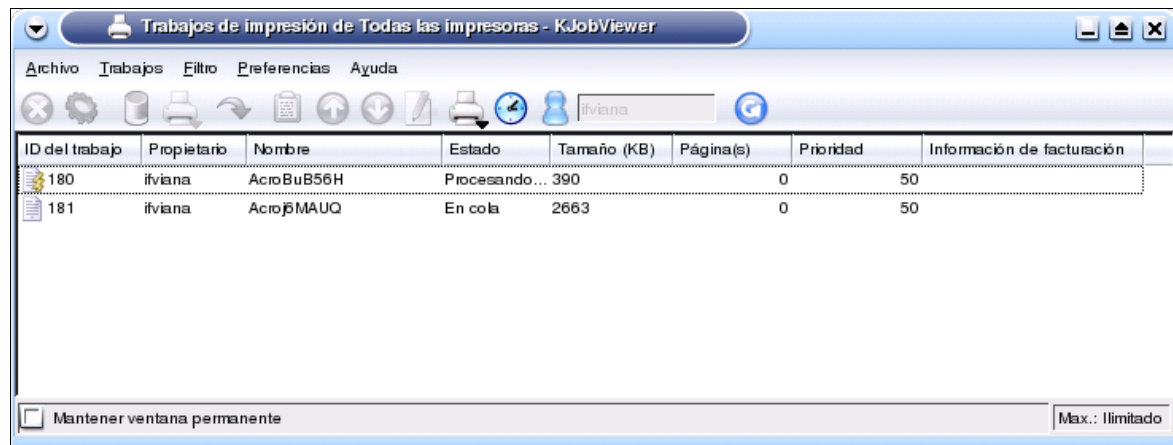 Trabajos de impresión de Todas las impresoras - KJobViewer
Archivo Trabajos Filtro Preferencias Ayuda
ifviana
ID del trabajo Propietario Nombre Estado Tamaño (KB) Página(s) Prioridad Información de facturación
180 ifviana AcroBuB56H Procesando... 390 0 50
181 ifviana Acroj6MAUQ En cola 2663 0 50
Mantener ventana permanente Max.: Ilimitado